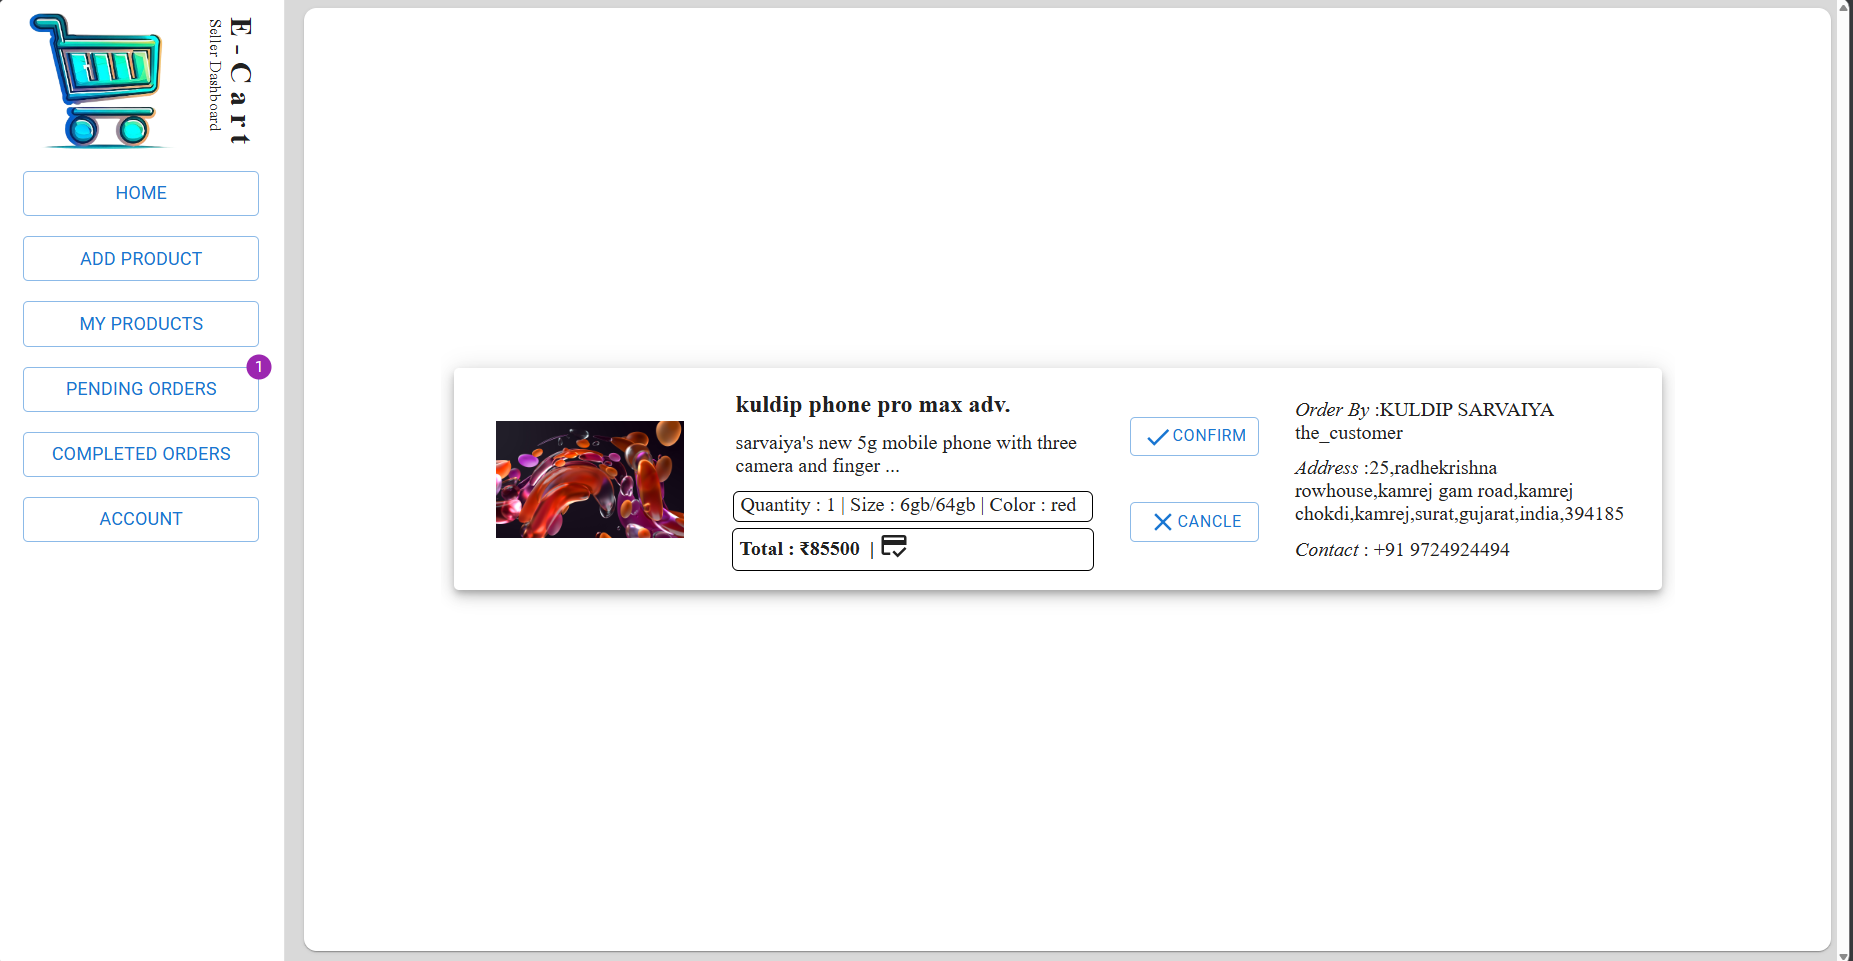 E-Cart
Seller Dashboard
HOME
ADD PRODUCT
MY PRODUCTS
1
PENDING ORDERS
COMPLETED ORDERS
ACCOUNT
kuldip phone pro max adv.
sarvaiya's new 5g mobile phone with three
camera and finger ...
Quantity : 1 | Size : 6gb/64gb | Color : red
Total : ₹85500 |
CONFIRM
CANCLE
Order By :KULDIP SARVAIYA
the_customer
Address :25,radhekrishna
rowhouse,kamrej gam road,kamrej
chokdi,kamrej,surat,gujarat,india,394185
Contact : +91 9724924494